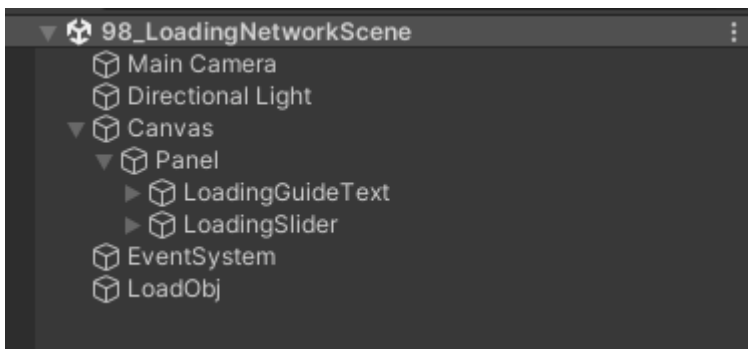 98_LoadingNetworkScene
Main Camera
Directional Light
Canvas
Panel
LoadingGuideText
LoadingSlider
EventSystem
LoadObj